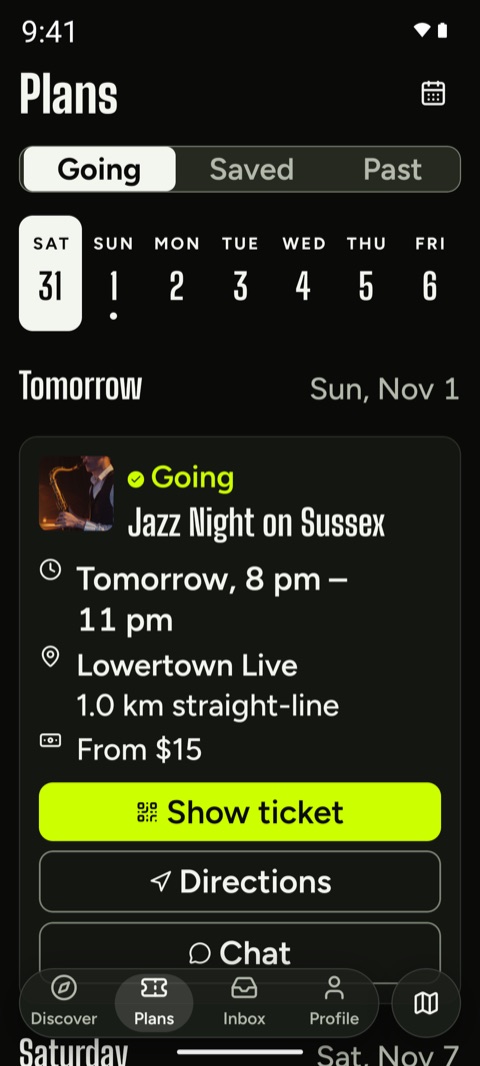 9:41
Plans
Going Saved Past
SAT SUN MON TUE WED THU FRI
31 1 2 3 4 5 6
Tomorrow Sun, Nov 1
Going
Jazz Night on Sussex
Tomorrow, 8 pm –
11 pm
Lowertown Live
1.0 km straight-line
From $15
Show ticket
Directions
Chat
Discover Plans Inbox Profile
Saturday Sat, Nov 7